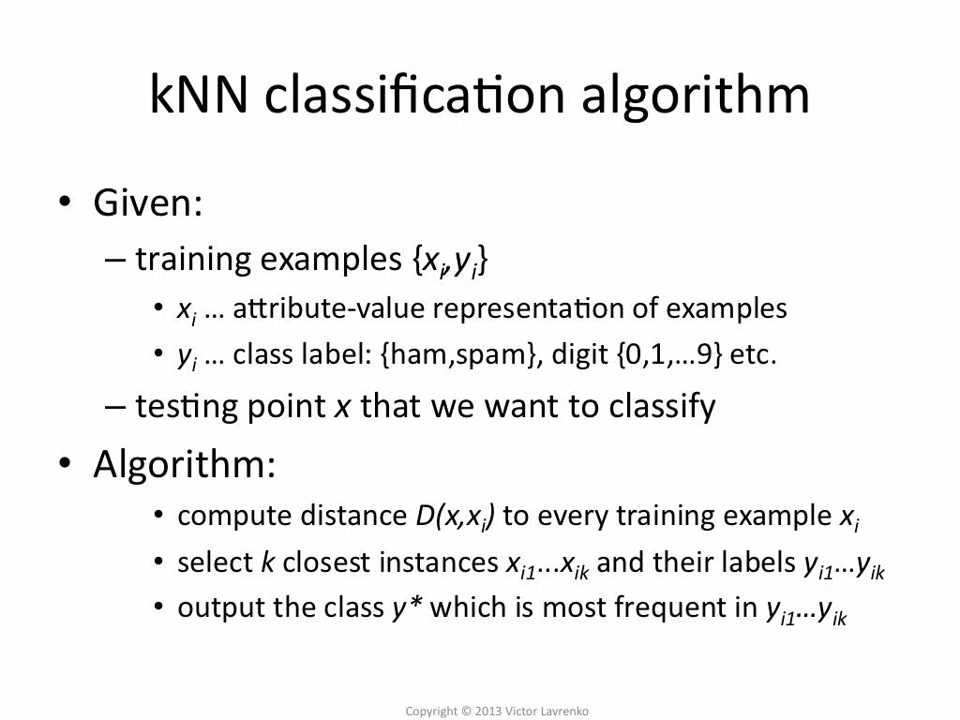 kNN classification algorithm
• Given:
– training examples {xi,yi}
• xi … attribute-value representation of examples
• yi … class label: {ham,spam}, digit {0,1,…9} etc.
– testing point x that we want to classify
• Algorithm:
• compute distance D(x,xi) to every training example xi
• select k closest instances xi1...xik and their labels yi1…yik
• output the class y* which is most frequent in yi1…yik
Copyright © 2013 Victor Lavrenko